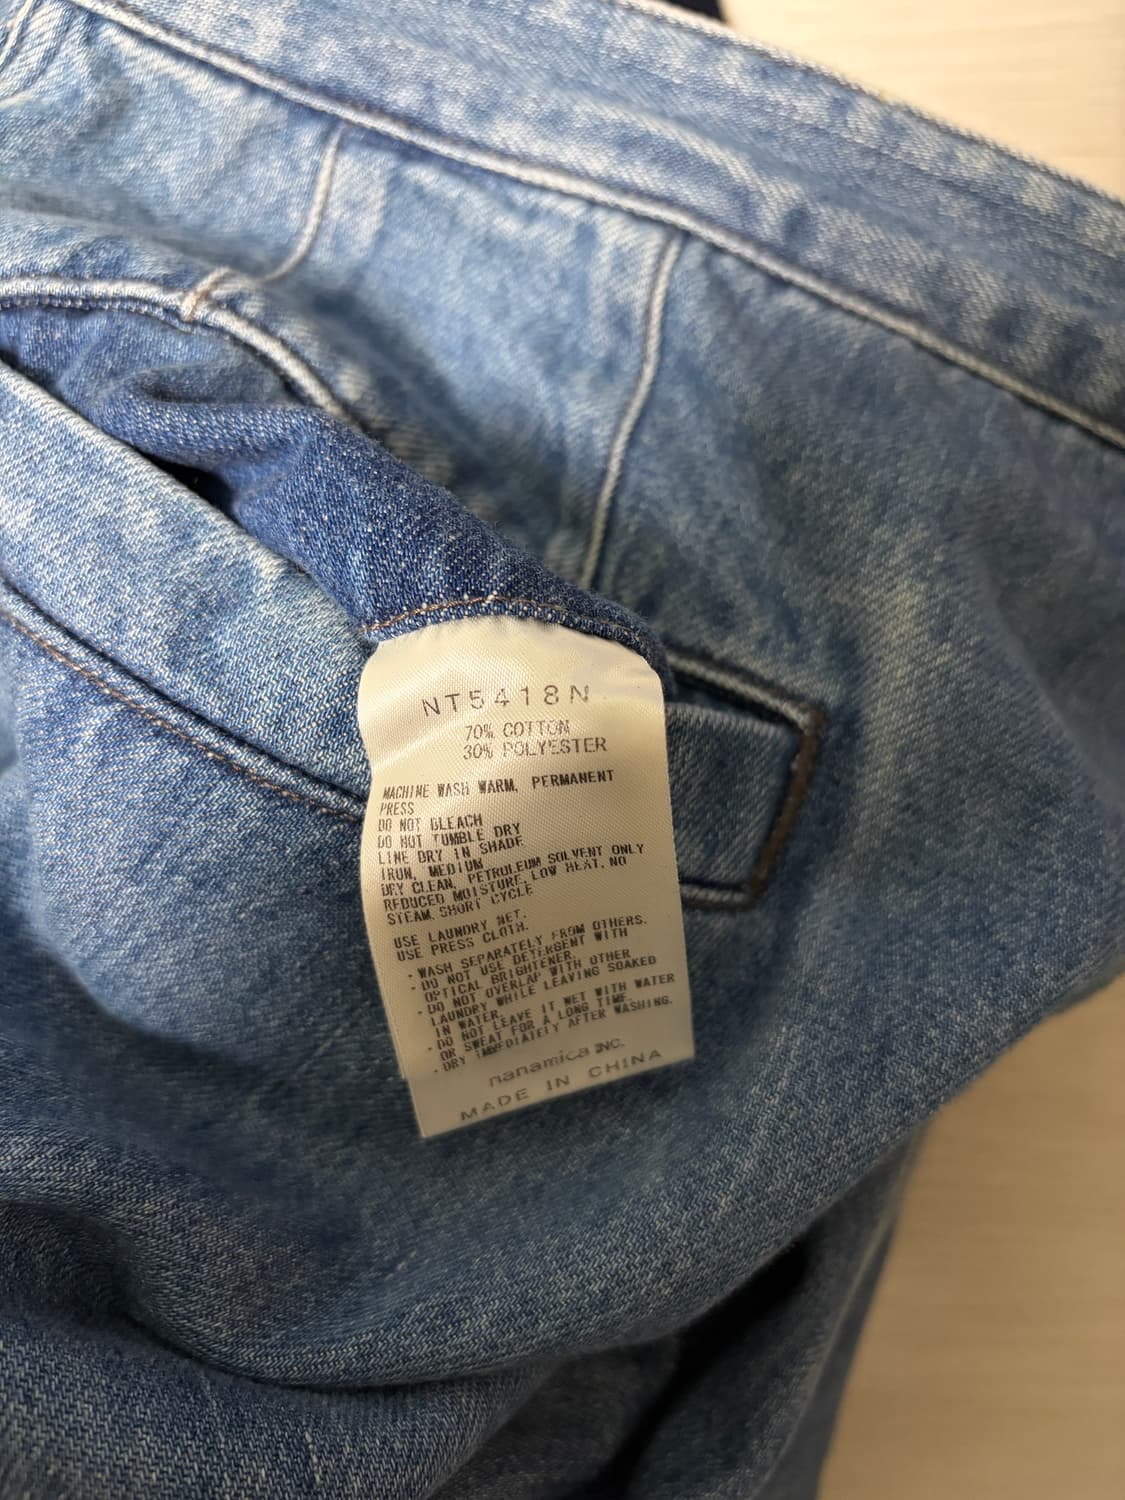 NT5418N
70% COTTON
30% POLYESTER
MACHINE WASH WARM, PERMANENT
PRESS
DO NOT BLEACH
DO NOT TUMBLE DRY
LINE DRY IN SHADE
IRON, MEDIUM
DRY CLEAN, PETROLEUM SOLVENT ONLY
REDUCED MOISTURE, LOW HEAT, NO
STEAM, SHORT CYCLE
USE LAUNDRY NET.
USE PRESS CLOTH.
・WASH SEPARATELY FROM OTHERS.
・DO NOT USE DETERGENT WITH
OPTICAL BRIGHTENER.
・DO NOT OVERLAP WITH OTHER
LAUNDRY WHILE LEAVING SOAKED
IN WATER.
・DO NOT LEAVE IT WET WITH WATER
OR SWEAT FOR A LONG TIME.
・DRY IMMEDIATELY AFTER WASHING.
nanamica INC.
MADE IN CHINA